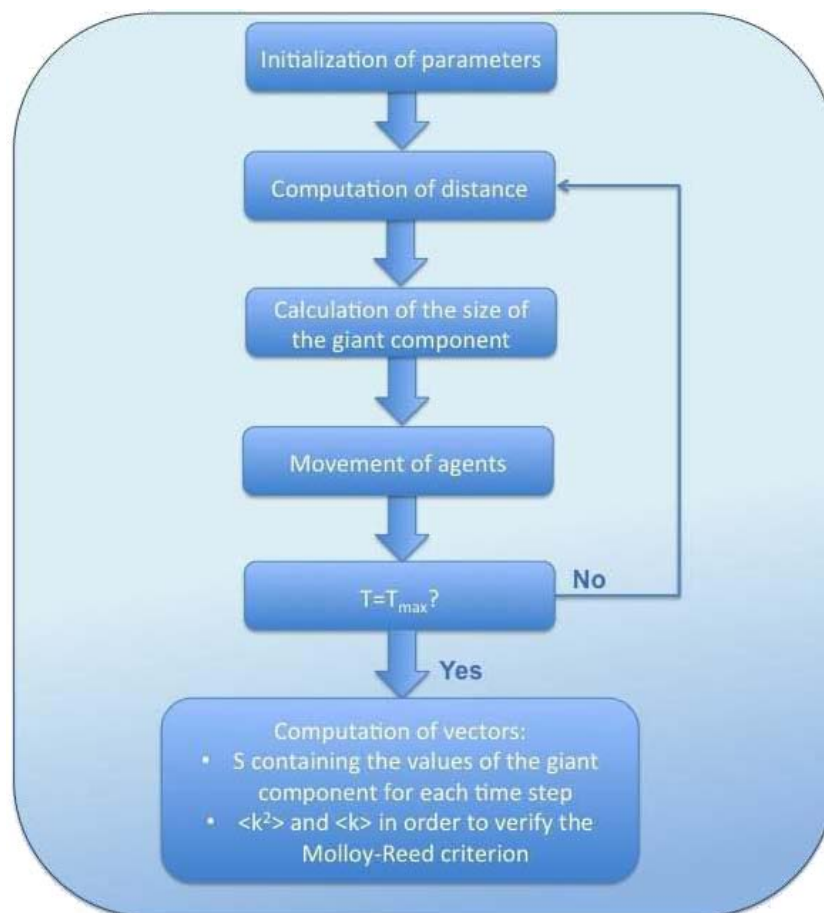 Initialization of parameters
Computation of distance
Calculation of the size of
the giant component
Movement of agents
T=Tmax?
No
Yes
Computation of vectors:
• S containing the values of the giant
component for each time step
• <k²> and <k> in order to verify the
Molloy-Reed criterion